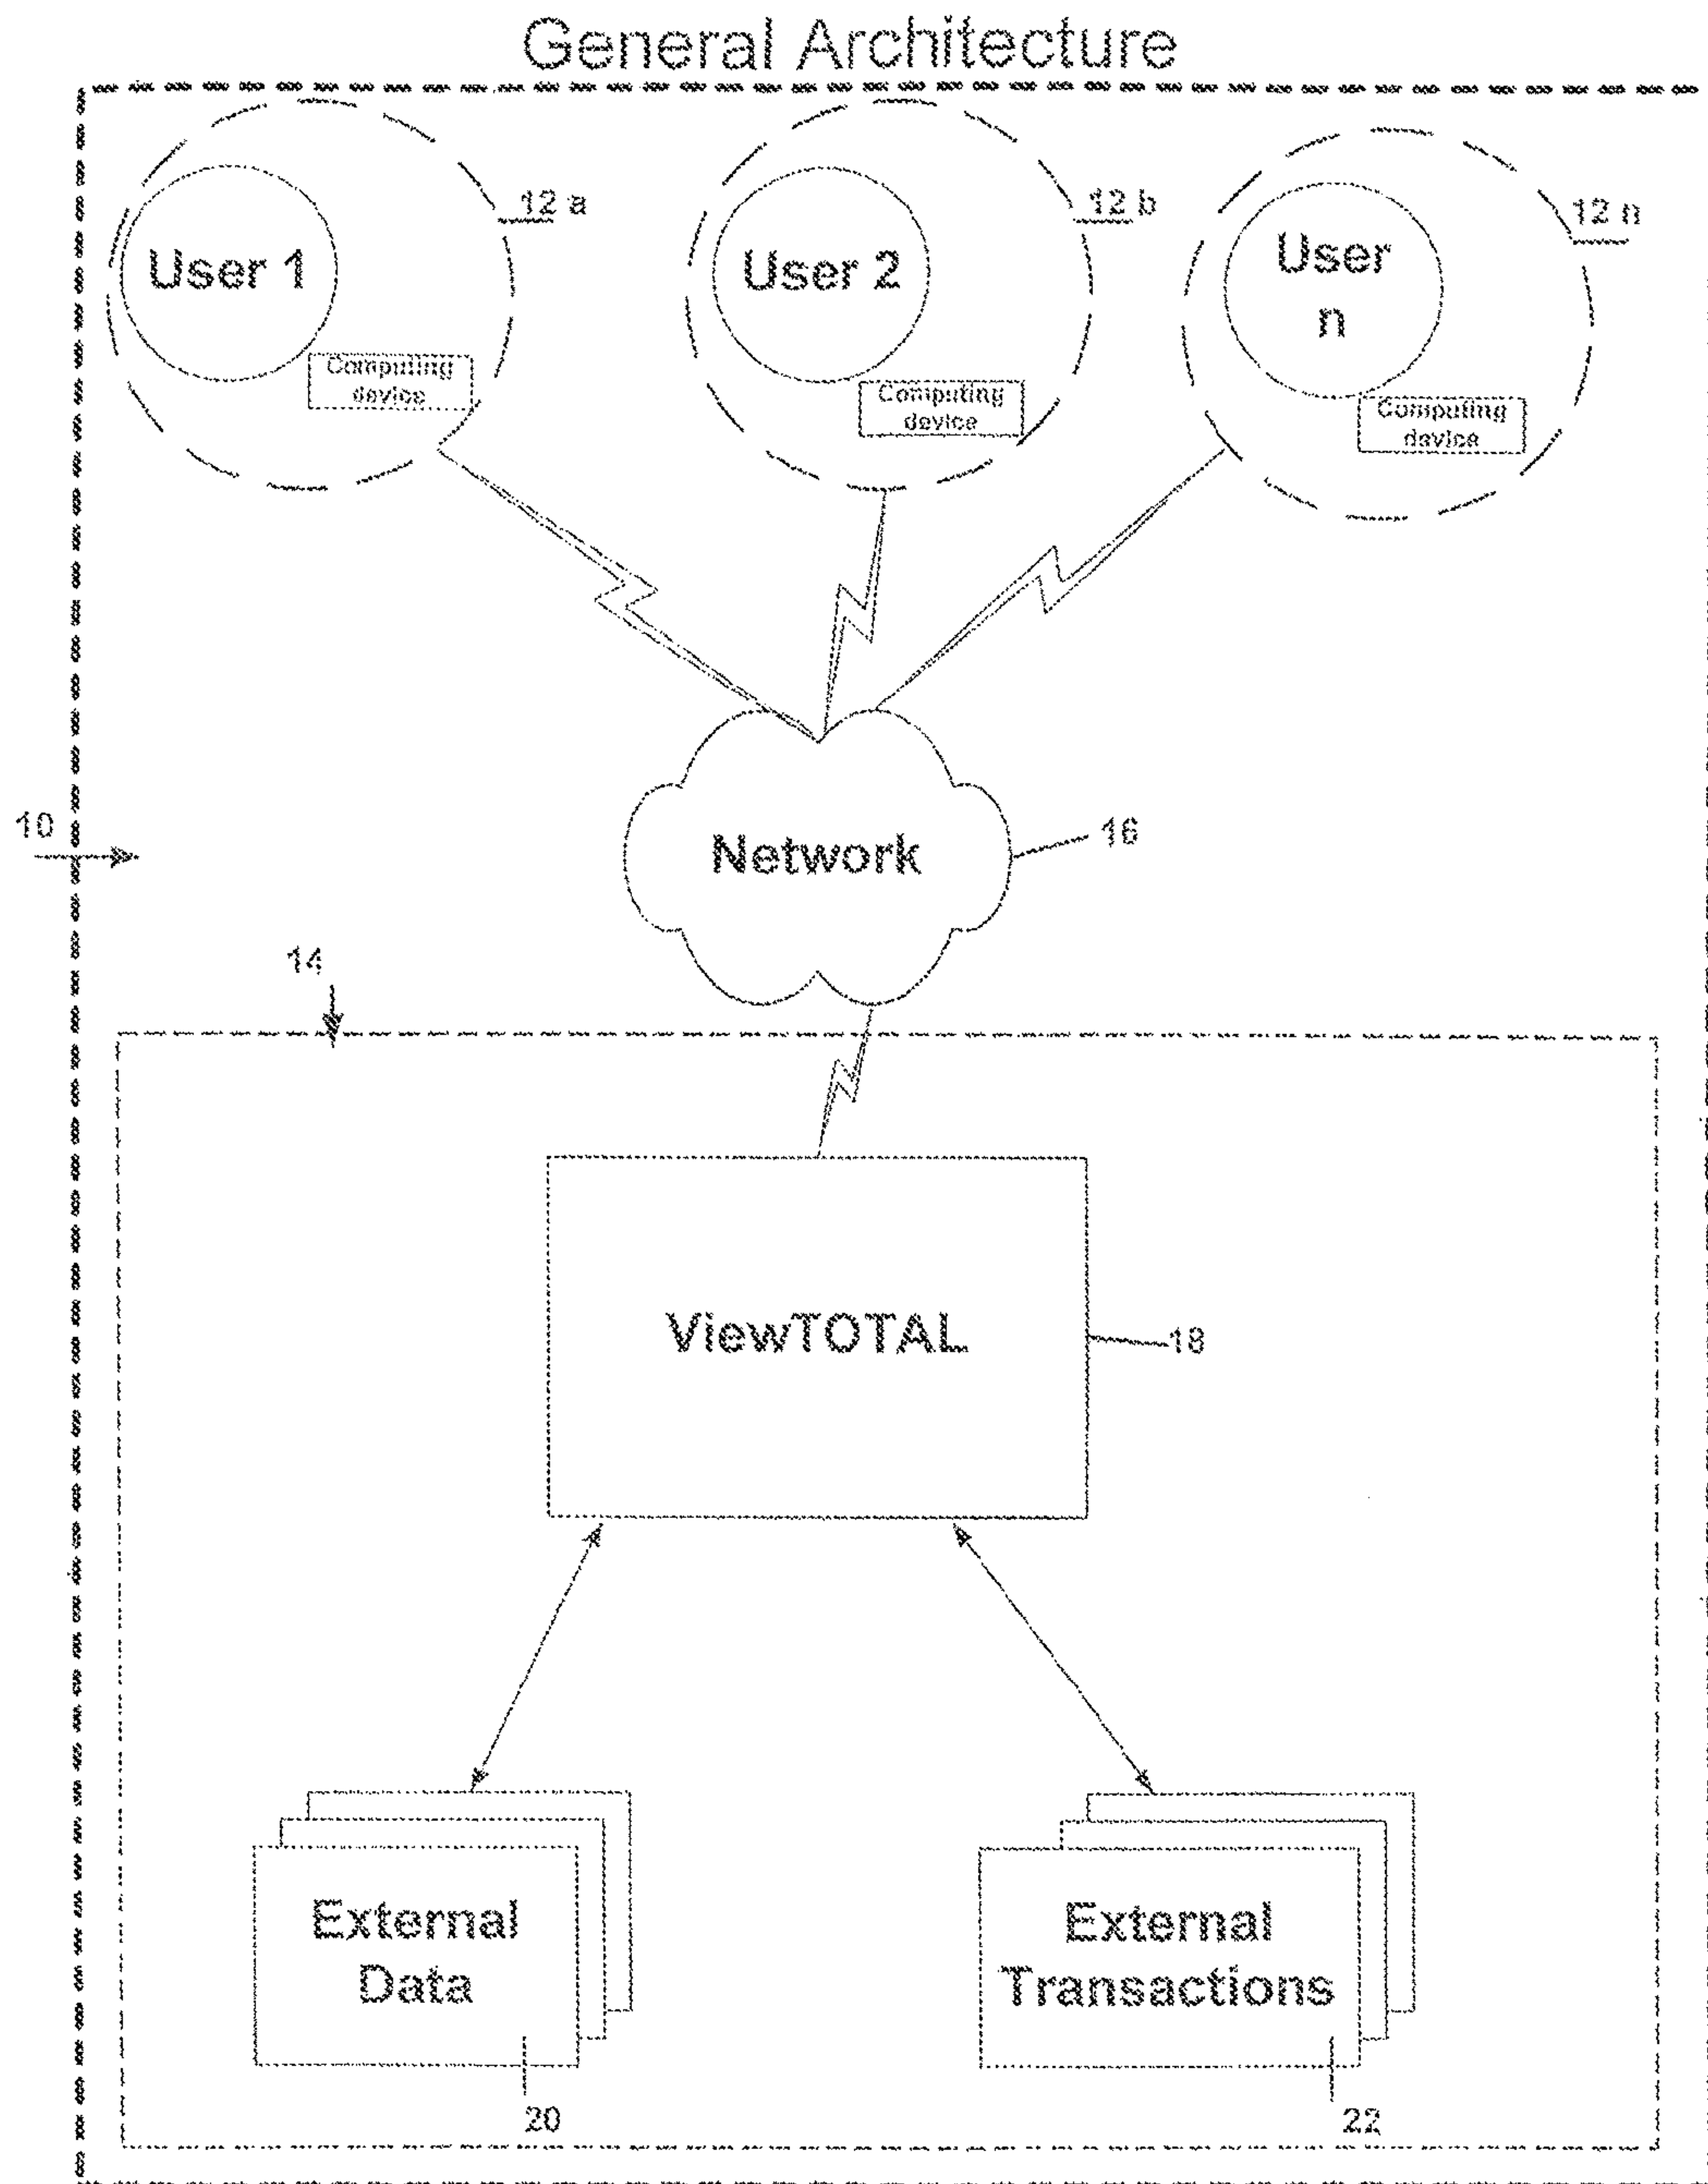 General Architecture
12 a
12 b
12 n
User 1
User 2
User
n
Computing
device
Computing
device
Computing
device
10
Network
16
14
ViewTOTAL
18
External
Data
External
Transactions
20
22